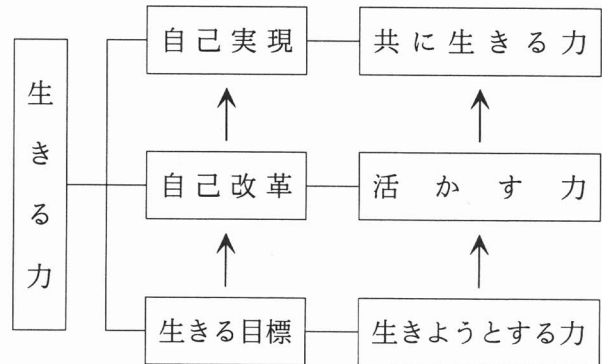 生きる力
自己実現
共に生きる力
自己改革
活かす力
生きる目標
生きようとする力